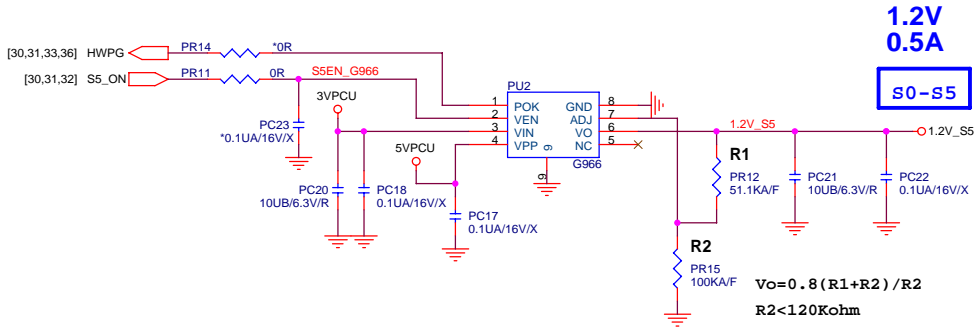 1.2V
0.5A
S0-S5
[30,31,33,36] HWPG PR14 *0R
[30,31,32] S5_ON PR11 0R S5EN_G966
PC23
*0.1UA/16V/X
3VPCU
5VPCU
PU2
1 POK GND 8
2 VEN ADJ 7
3 VIN VO 6
4 VPP NC 5
9 9
G966
1.2V_S5
1.2V_S5
PC20
10UB/6.3V/R
PC18
0.1UA/16V/X
PC17
0.1UA/16V/X
R1
PR12
51.1KA/F
PC21
10UB/6.3V/R
PC22
0.1UA/16V/X
R2
PR15
100KA/F
Vo=0.8(R1+R2)/R2
R2<120Kohm